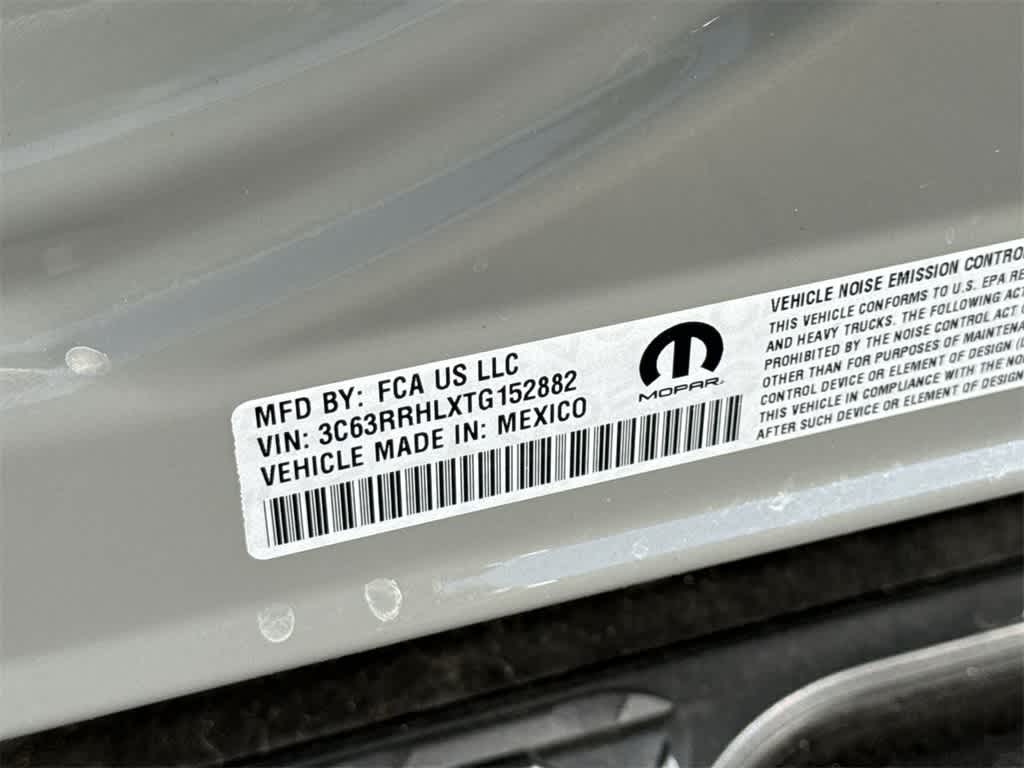 MFD BY: FCA US LLC
VIN: 3C63RRHLXTG152882
VEHICLE MADE IN: MEXICO
MOPAR
VEHICLE NOISE EMISSION CONTRO
THIS VEHICLE CONFORMS TO U.S. EPA RE
AND HEAVY TRUCKS. THE FOLLOWING ACT
PROHIBITED BY THE NOISE CONTROL ACT
OTHER THAN FOR PURPOSES OF MAINTENA
CONTROL DEVICE OR ELEMENT OF DESIGN (
THIS VEHICLE IN COMPLIANCE WITH THE NO
AFTER SUCH DEVICE OR ELEMENT OF DESIGN